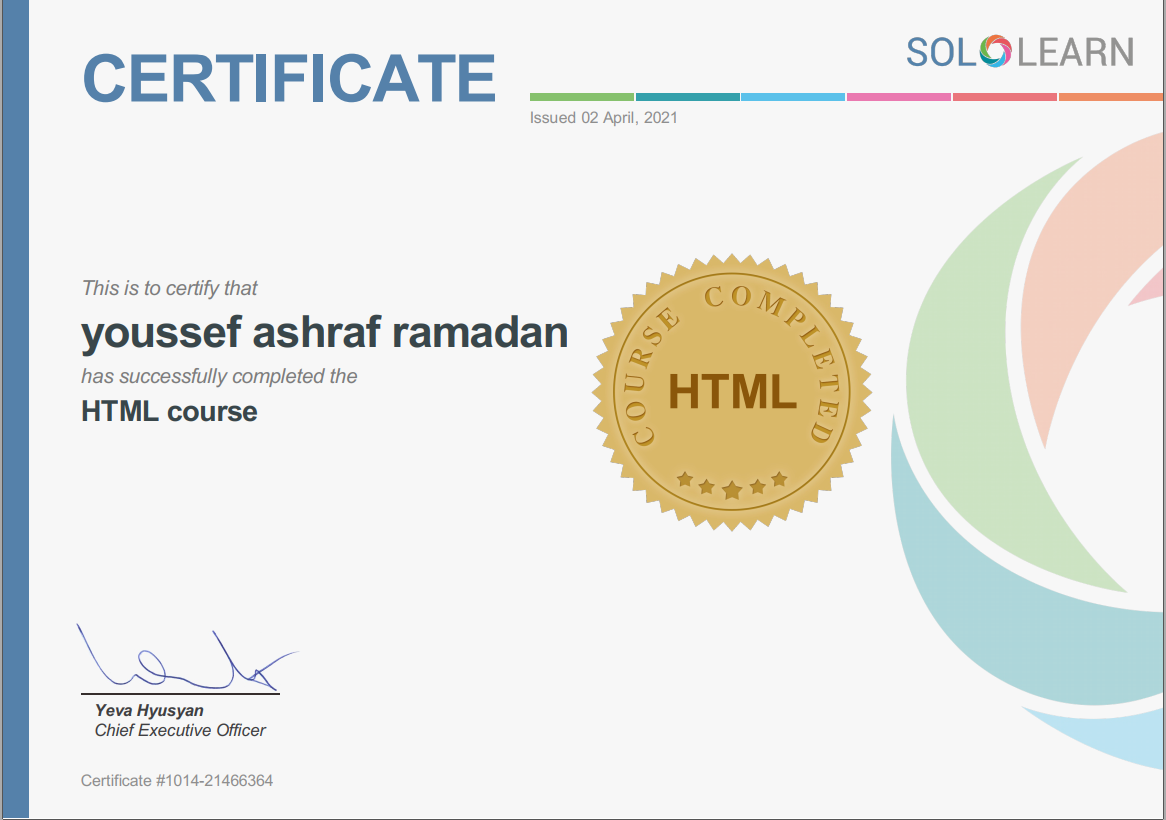 CERTIFICATE
SOLOLEARN
Issued 02 April, 2021
This is to certify that
youssef ashraf ramadan
has successfully completed the
HTML course
COURSE COMPLETED
HTML
Yeva Hyusyan
Chief Executive Officer
Certificate #1014-21466364